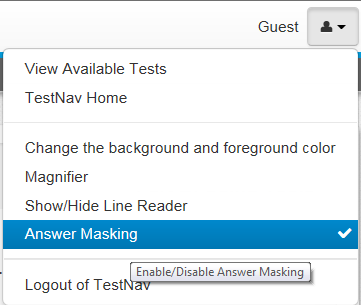 Guest
View Available Tests
TestNav Home
Change the background and foreground color
Magnifier
Show/Hide Line Reader
Answer Masking
Enable/Disable Answer Masking
Logout of TestNav